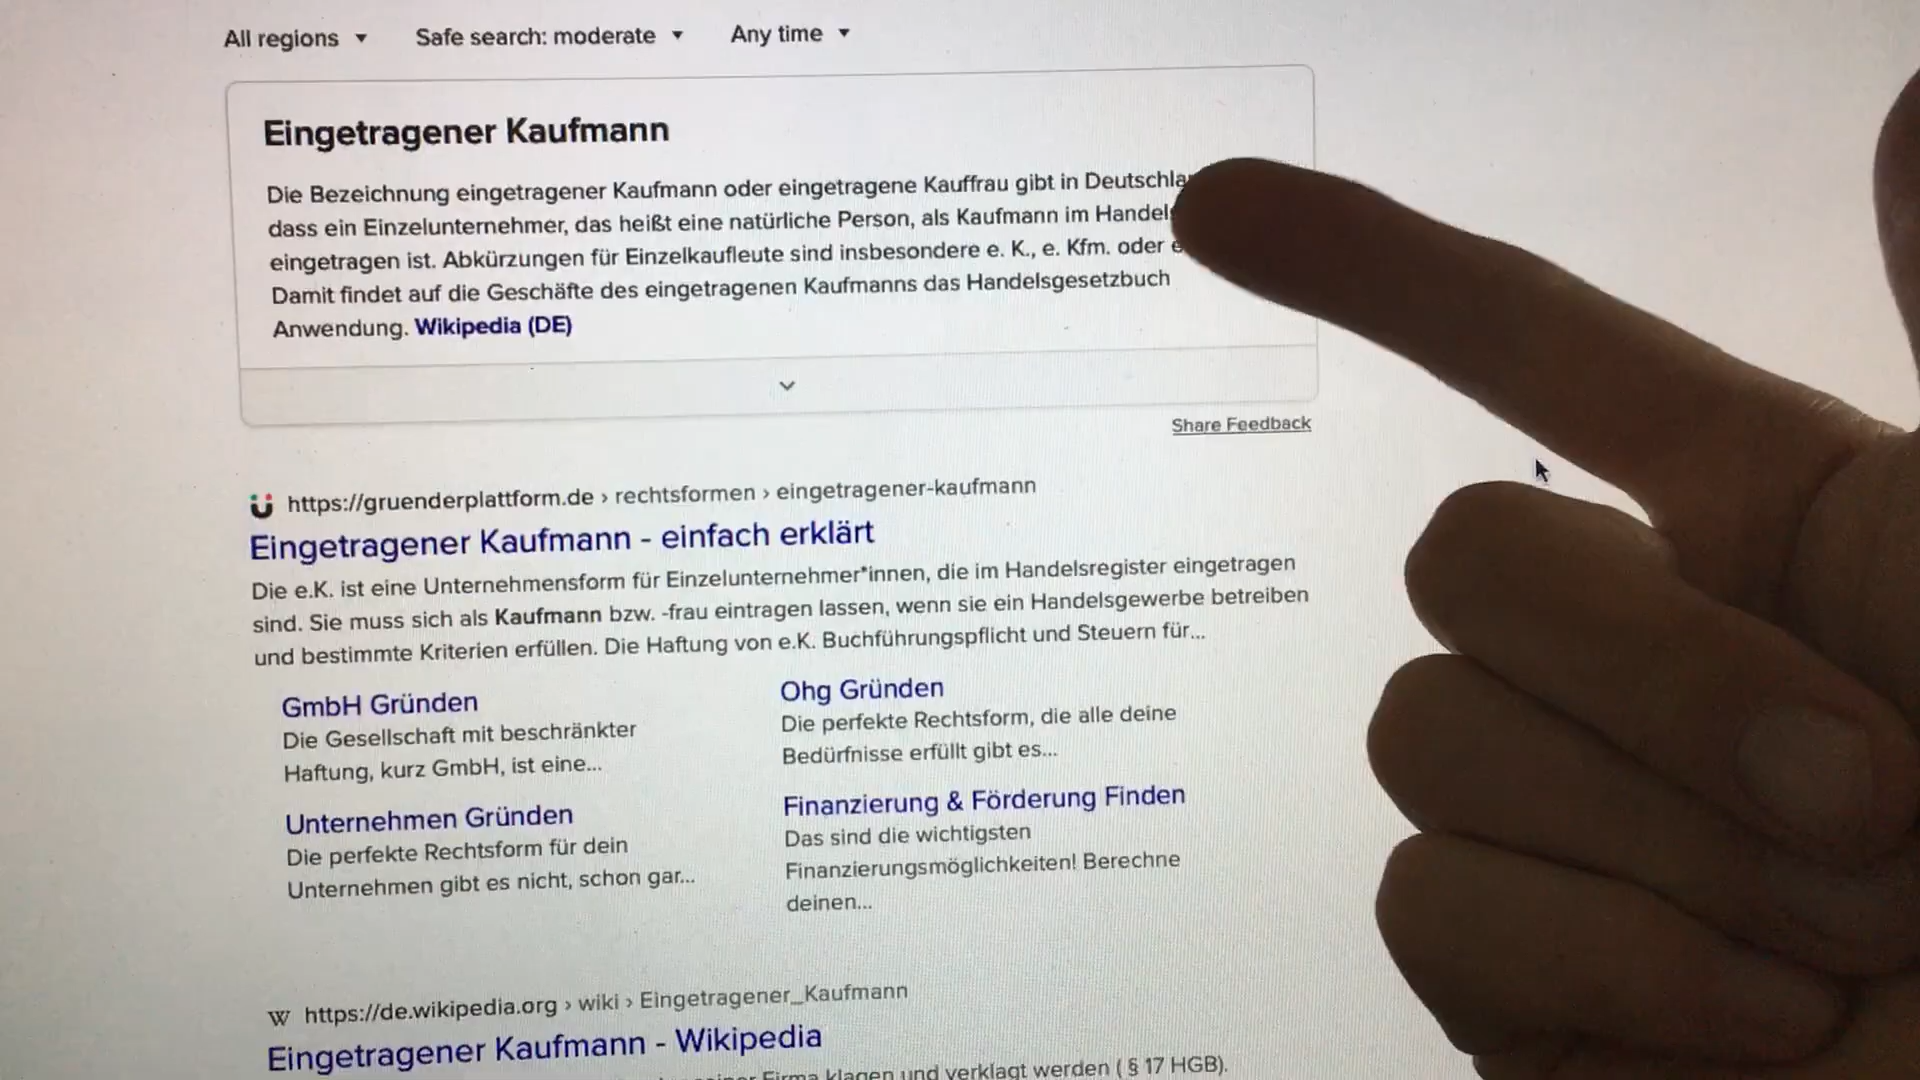 All regions Safe search: moderate Any time
Eingetragener Kaufmann
Die Bezeichnung eingetragener Kaufmann oder eingetragene Kauffrau gibt in
dass ein Einzelunternehmer, das heißt eine natürliche Person, als Kaufmann im
eingetragen ist. Abkürzungen für Einzelkaufleute sind insbesondere e. K., e. Kfm. oder
Damit findet auf die Geschäfte des eingetragenen Kaufmanns das Handelsgesetzbuch
Anwendung. Wikipedia (DE)
Share Feedback
https://gruenderplattform.de › rechtsformen › eingetragener-kaufmann
Eingetragener Kaufmann - einfach erklärt
Die e.K. ist eine Unternehmensform für Einzelunternehmer*innen, die im Handelsregister eingetragen
sind. Sie muss sich als Kaufmann bzw. -frau eintragen lassen, wenn sie ein Handelsgewerbe betreiben
und bestimmte Kriterien erfüllen. Die Haftung von e.K. Buchführungspflicht und Steuern für...
GmbH Gründen
Die Gesellschaft mit beschränkter
Haftung, kurz GmbH, ist eine...
Ohg Gründen
Die perfekte Rechtsform, die alle deine
Bedürfnisse erfüllt gibt es...
Unternehmen Gründen
Die perfekte Rechtsform für dein
Unternehmen gibt es nicht, schon gar...
Finanzierung & Förderung Finden
Das sind die wichtigsten
Finanzierungsmöglichkeiten! Berechne
deinen...
W https://de.wikipedia.org › wiki › Eingetragener_Kaufmann
Eingetragener Kaufmann - Wikipedia
Firma klagen und verklagt werden ( § 17 HGB).